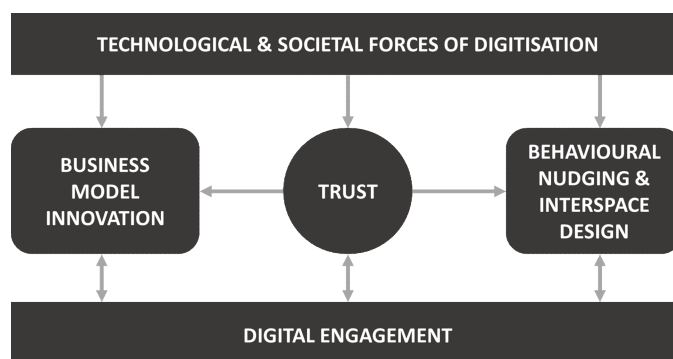 TECHNOLOGICAL & SOCIETAL FORCES OF DIGITISATION
BUSINESS
MODEL
INNOVATION
TRUST
BEHAVIOURAL
NUDGING &
INTERSPACE
DESIGN
DIGITAL ENGAGEMENT